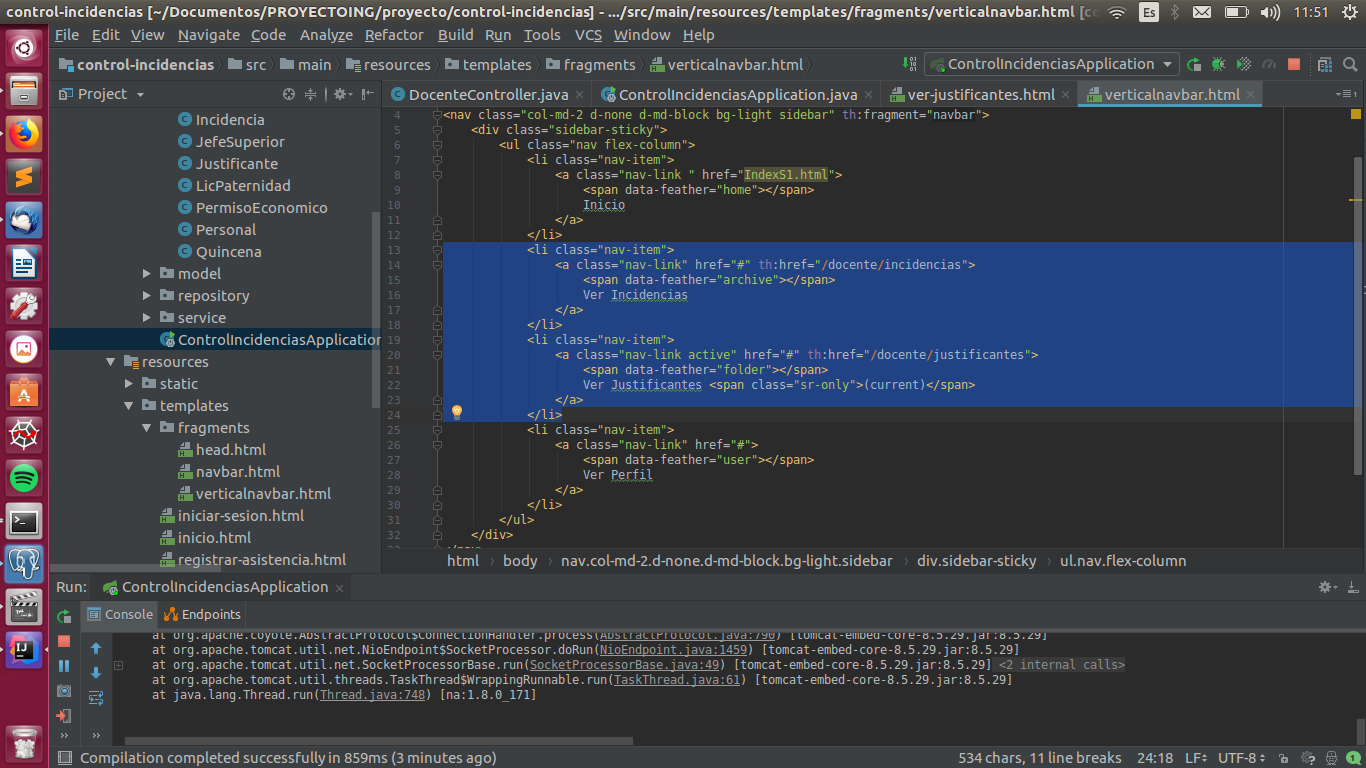 control-incidencias [~/Documentos/PROYECTOING/proyecto/control-incidencias] - .../src/main/resources/templates/fragments/verticalnavbar.html [co
Es
11:51
File Edit View Navigate Code Analyze Refactor Build Run Tools VCS Window Help
control-incidencias src main resources templates fragments verticalnavbar.html
ControlIncidenciasApplication
Project
DocenteController.java
ControlIncidenciasApplication.java
ver-justificantes.html
verticalnavbar.html
Incidencia
JefeSuperior
Justificante
LicPaternidad
PermisoEconomico
Personal
Quincena
model
repository
service
ControlIncidenciasApplication
resources
static
templates
fragments
head.html
navbar.html
verticalnavbar.html
iniciar-sesion.html
inicio.html
registrar-asistencia.html
4 <nav class="col-md-2 d-none d-md-block bg-light sidebar" th:fragment="navbar">
5 <div class="sidebar-sticky">
6 <ul class="nav flex-column">
7 <li class="nav-item">
8 <a class="nav-link " href="IndexS1.html">
9 <span data-feather="home"></span>
10 Inicio
11 </a>
12 </li>
13 <li class="nav-item">
14 <a class="nav-link" href="#" th:href="/docente/incidencias">
15 <span data-feather="archive"></span>
16 Ver Incidencias
17 </a>
18 </li>
19 <li class="nav-item">
20 <a class="nav-link active" href="#" th:href="/docente/justificantes">
21 <span data-feather="folder"></span>
22 Ver Justificantes <span class="sr-only">(current)</span>
23 </a>
24 </li>
25 <li class="nav-item">
26 <a class="nav-link" href="#">
27 <span data-feather="user"></span>
28 Ver Perfil
29 </a>
30 </li>
31 </ul>
32 </div>
html body nav.col-md-2.d-none.d-md-block.bg-light.sidebar div.sidebar-sticky ul.nav.flex-column
Run: ControlIncidenciasApplication
Console Endpoints
at org.apache.coyote.AbstractProtocol$ConnectionHandler.process(AbstractProtocol.java:790) [tomcat-embed-core-8.5.29.jar:8.5.29]
at org.apache.tomcat.util.net.NioEndpoint$SocketProcessor.doRun(NioEndpoint.java:1459) [tomcat-embed-core-8.5.29.jar:8.5.29]
at org.apache.tomcat.util.net.SocketProcessorBase.run(SocketProcessorBase.java:49) [tomcat-embed-core-8.5.29.jar:8.5.29] <2 internal calls>
at org.apache.tomcat.util.threads.TaskThread$WrappingRunnable.run(TaskThread.java:61) [tomcat-embed-core-8.5.29.jar:8.5.29]
at java.lang.Thread.run(Thread.java:748) [na:1.8.0_171]
Compilation completed successfully in 859ms (3 minutes ago)
534 chars, 11 line breaks 24:18 LF UTF-8 1